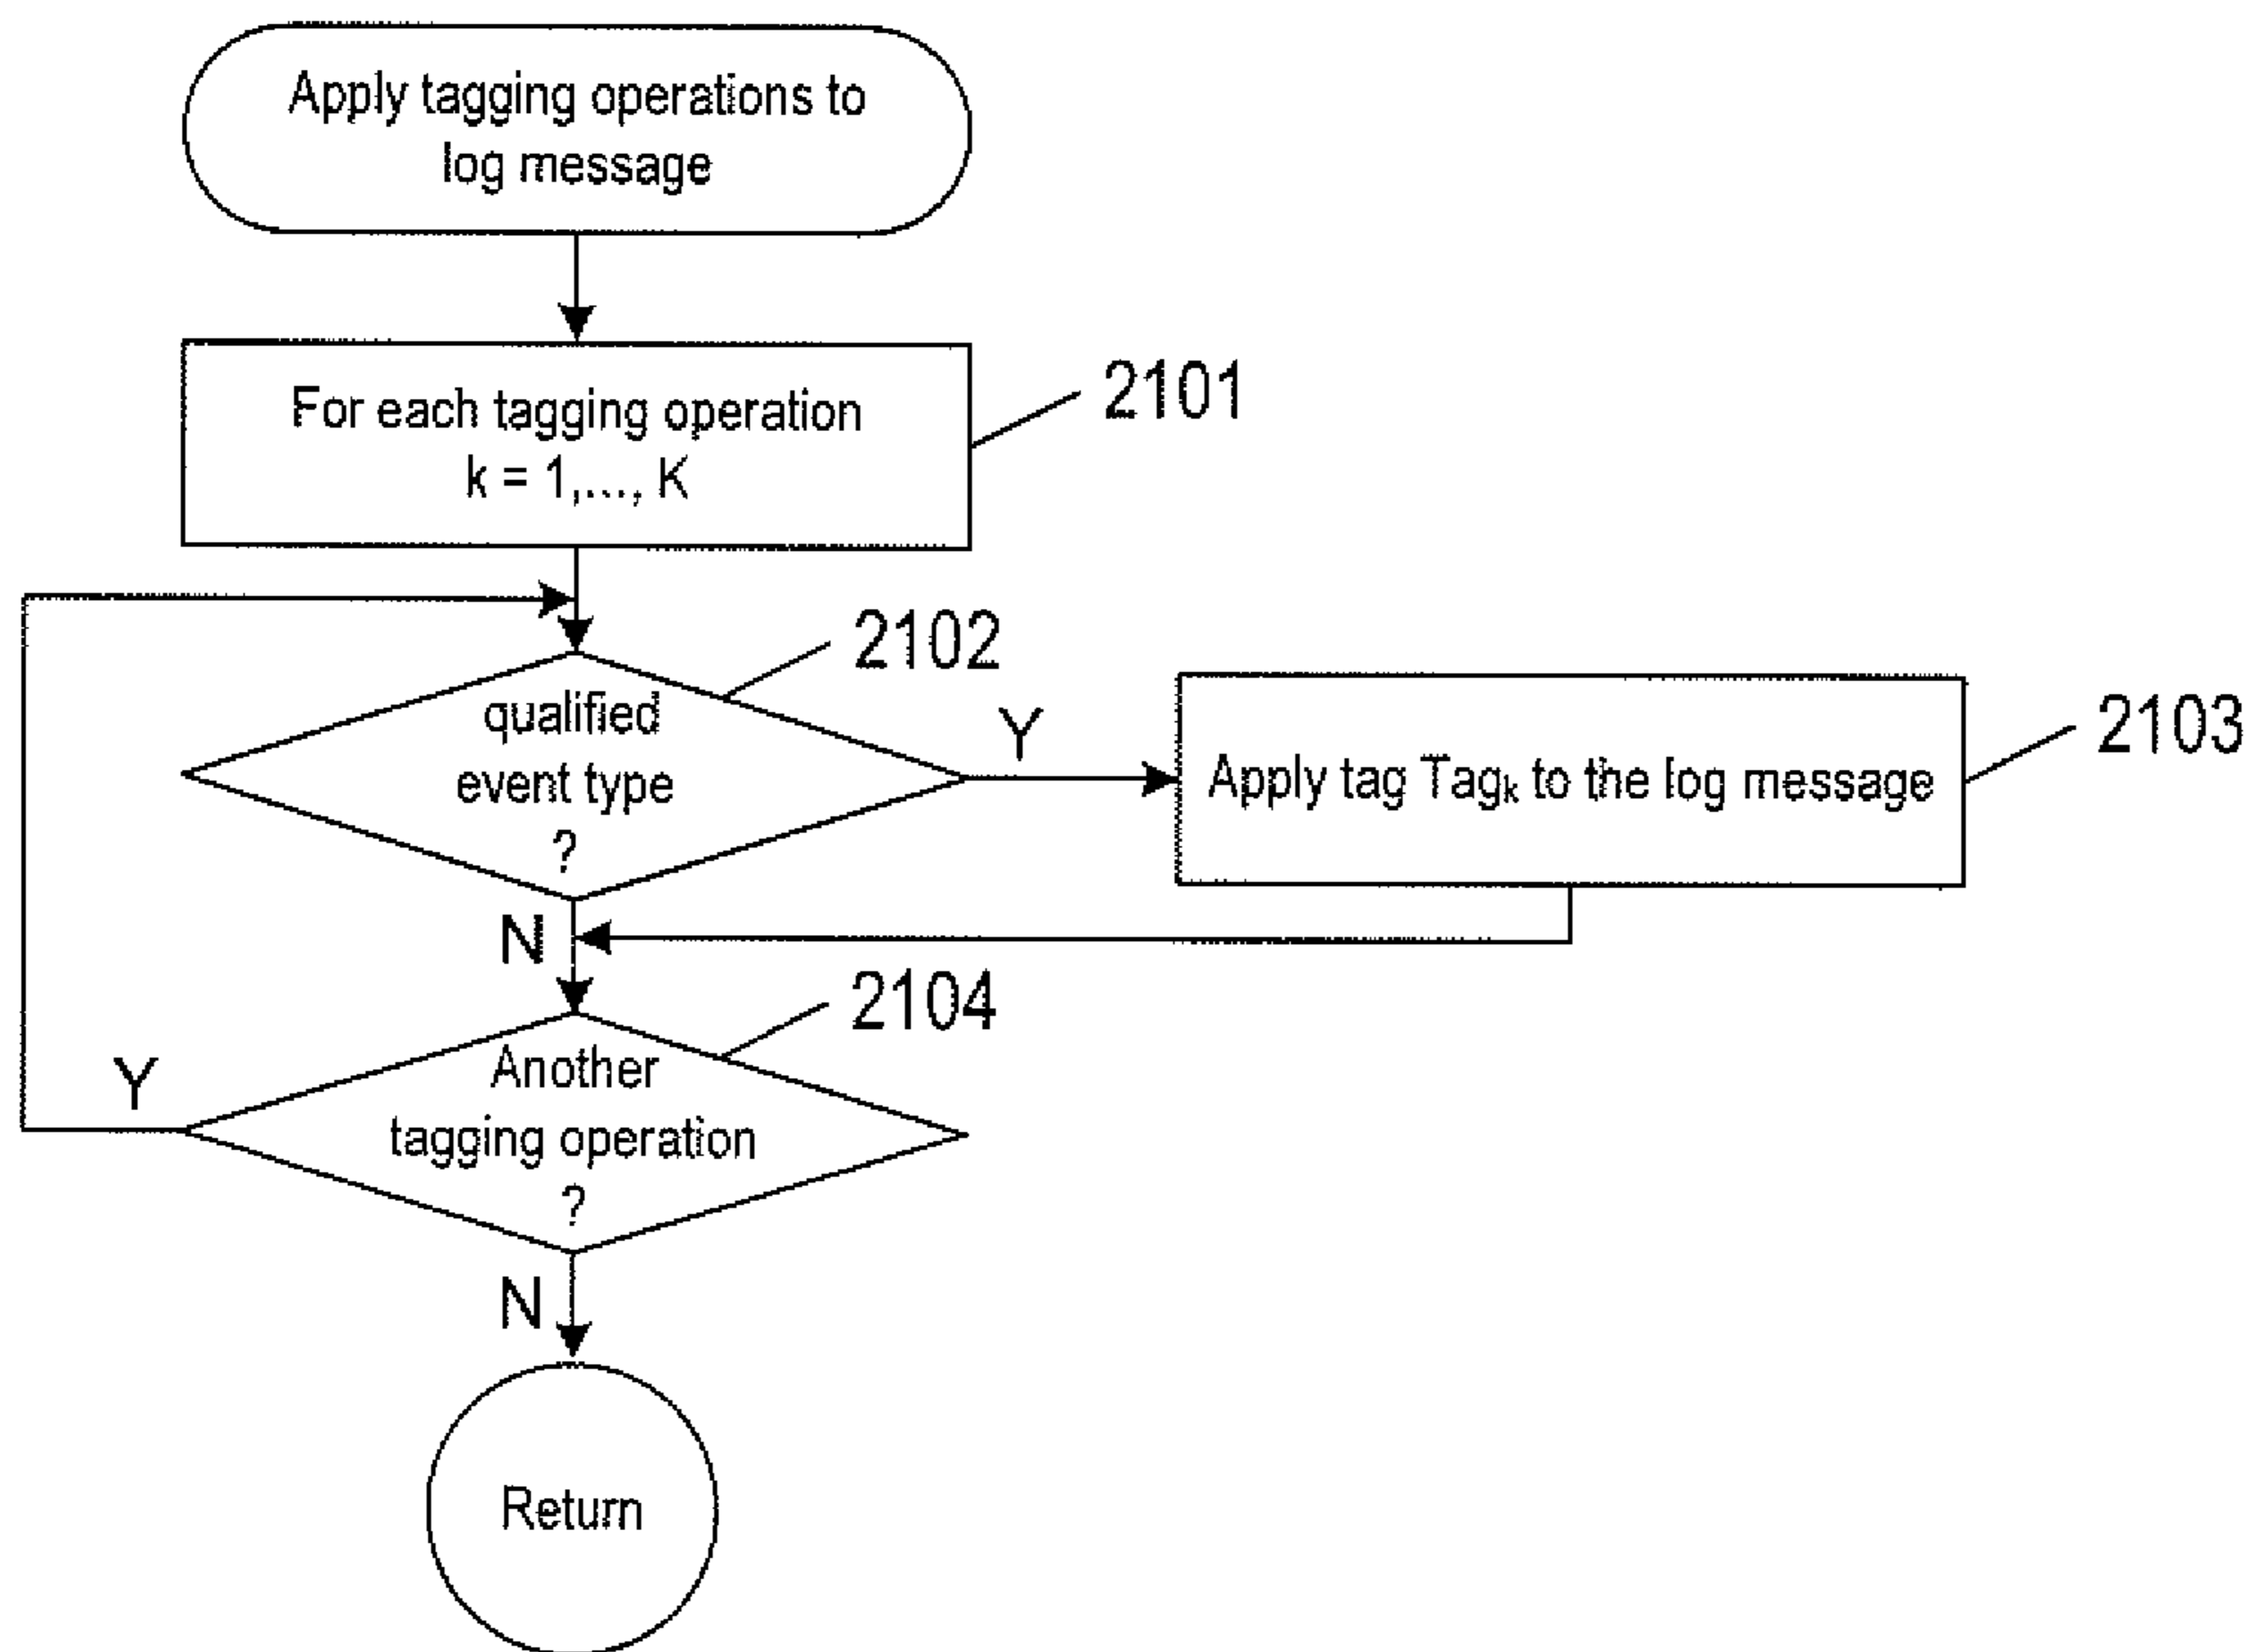 Apply tagging operations to
log message
For each tagging operation
k = 1,..., K
2101
2102
qualified
event type
?
Y
Apply tag Tagₖ to the log message
2103
N
2104
Another
tagging operation
?
Y
N
Return